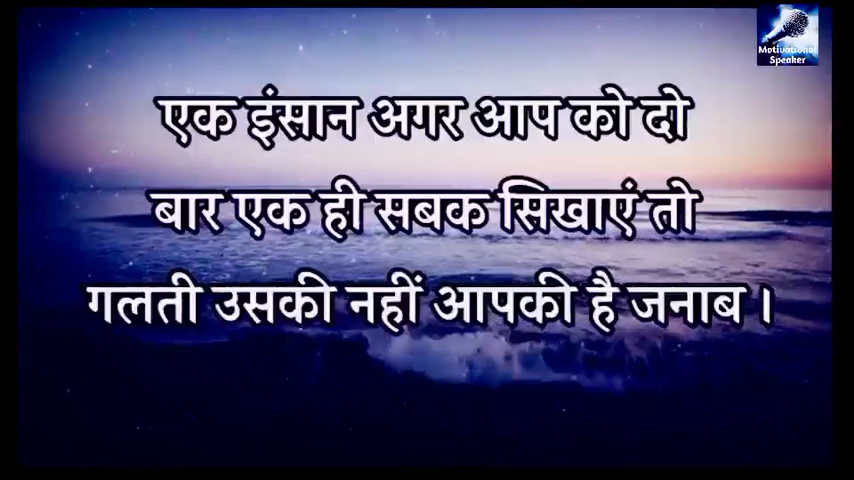 Motivational
Speaker
एक इंसान अगर आप को दो
बार एक ही सबक सिखाएं तो
गलती उसकी नहीं आपकी है जनाब ।